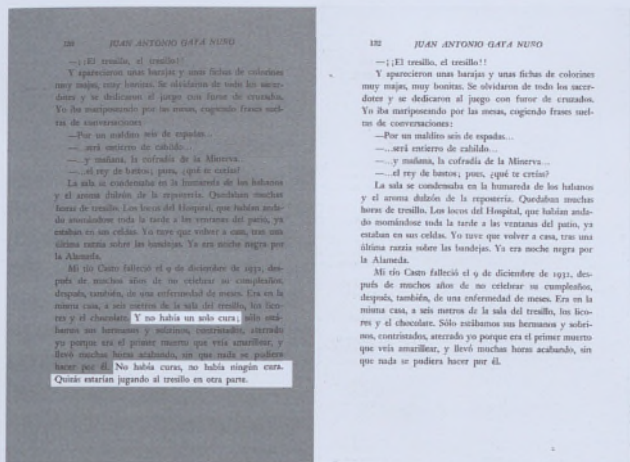 132 JUAN ANTONIO GAYA NUÑO
—¡¡El tresillo, el tresillo!!
Y aparecieron unas barajas y unas fichas de colorines
muy majas, muy bonitas. Se olvidaron de todo los sacer-
dotes y se dedicaron al juego con furor de cruzados.
Yo iba mariposeando por las mesas, cogiendo frases suel-
tas de conversaciones:
—Por un maldito seis de espadas...
—...será entierro de cabildo...
—...y mañana, la cofradía de la Minerva...
—...el rey de bastos; pues, ¿qué te creías?
La sala se condensaba en la humareda de los habanos
y el aroma dulzón de la repostería. Quedaban muchas
horas de tresillo. Los locos del Hospital, que habían anda-
do momándose toda la tarde a las ventanas del patio, ya
estaban en sus celdas. Yo tuve que volver a casa, tras una
última razzia sobre las bandejas. Ya era noche negra por
la Alameda.
Mi tío Casto falleció el 9 de diciembre de 1932, des-
pués de muchos años de no celebrar su cumpleaños,
después, también, de una enfermedad de meses. Era en la
misma casa, a seis metros de la sala del tresillo, los lico-
res y el chocolate. Y no había un solo cura; sólo está-
bamos sus hermanos y sobrinos, contristados, aterrado
yo porque era el primer muerto que veía amarillear, y
llevó muchas horas acabando, sin que nada se pudiera
hacer por él. No había curas, no había ningún cura.
Quizás estarían jugando al tresillo en otra parte.
132 JUAN ANTONIO GAYA NUÑO
—¡¡El tresillo, el tresillo!!
Y aparecieron unas barajas y unas fichas de colorines
muy majas, muy bonitas. Se olvidaron de todo los sacer-
dotes y se dedicaron al juego con furor de cruzados.
Yo iba mariposeando por las mesas, cogiendo frases suel-
tas de conversaciones:
—Por un maldito seis de espadas...
—...será entierro de cabildo...
—...y mañana, la cofradía de la Minerva...
—...el rey de bastos; pues, ¿qué te creías?
La sala se condensaba en la humareda de los habanos
y el aroma dulzón de la repostería. Quedaban muchas
horas de tresillo. Los locos del Hospital, que habían anda-
do momándose toda la tarde a las ventanas del patio, ya
estaban en sus celdas. Yo tuve que volver a casa, tras una
última razzia sobre las bandejas. Ya era noche negra por
la Alameda.
Mi tío Casto falleció el 9 de diciembre de 1932, des-
pués de muchos años de no celebrar su cumpleaños,
después, también, de una enfermedad de meses. Era en la
misma casa, a seis metros de la sala del tresillo, los lico-
res y el chocolate. Sólo estábamos sus hermanos y sobri-
nos, contristados, aterrado yo porque era el primer muerto
que veía amarillear, y llevó muchas horas acabando, sin
que nada se pudiera hacer por él.